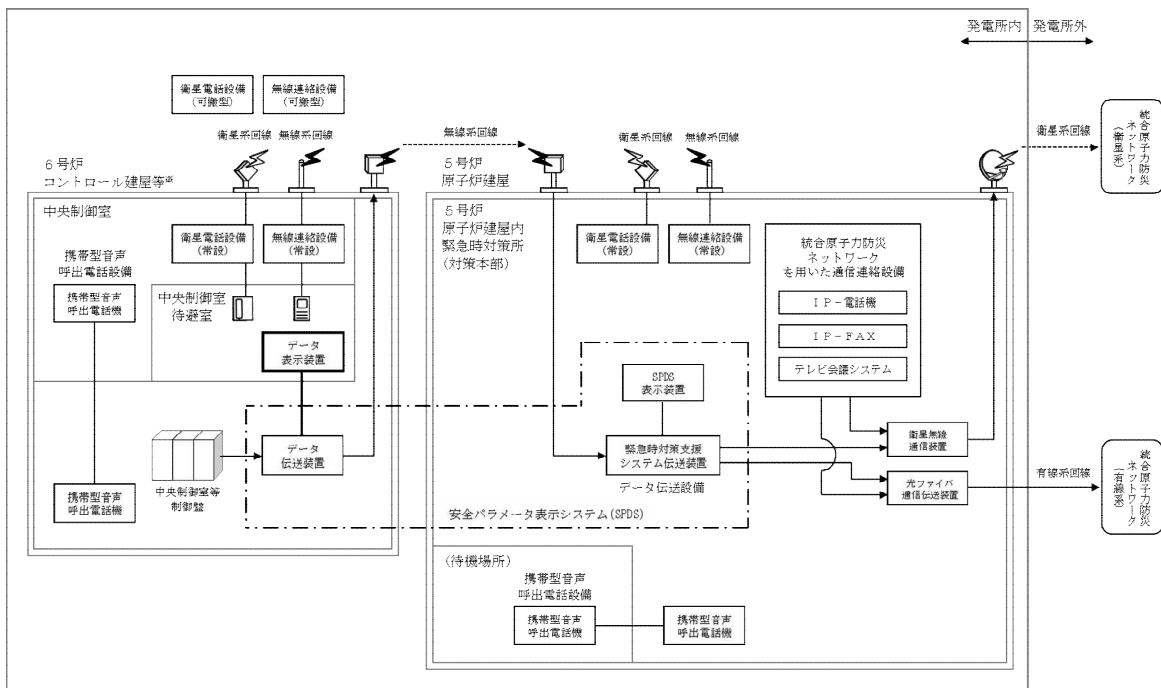 発電所内
発電所外
衛星電話設備
(可搬型)
無線連絡設備
(可搬型)
衛星系回線
無線系回線
無線系回線
衛星系回線
無線系回線
衛星系回線
統合原子力防災
ネットワーク
(衛星系)
6号炉
コントロール建屋等※
5号炉
原子炉建屋
中央制御室
衛星電話設備
(常設)
無線連絡設備
(常設)
携帯型音声
呼出電話設備
携帯型音声
呼出電話機
中央制御室
待避室
データ
表示装置
データ
伝送装置
中央制御室等
制御盤
携帯型音声
呼出電話機
5号炉
原子炉建屋内
緊急時対策所
(対策本部)
衛星電話設備
(常設)
無線連絡設備
(常設)
統合原子力防災
ネットワーク
を用いた通信連絡設備
IP-電話機
IP-FAX
テレビ会議システム
SPDS
表示装置
緊急時対策支援
システム伝送装置
データ伝送設備
安全パラメータ表示システム(SPDS)
衛星無線
通信装置
光ファイバ
通信伝送装置
有線系回線
統合原子力防災
ネットワーク
(有線系)
(待機場所)
携帯型音声
呼出電話設備
携帯型音声
呼出電話機
携帯型音声
呼出電話機